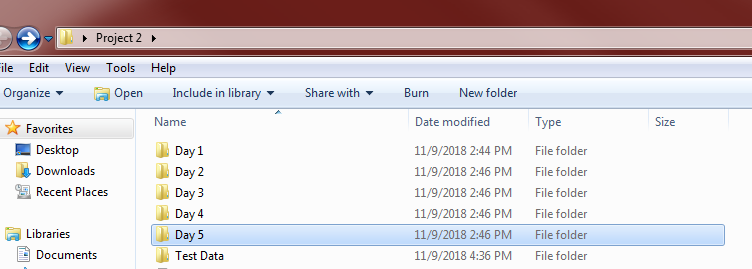 Project 2
File Edit View Tools Help
Organize Open Include in library Share with Burn New folder
Name Date modified Type Size
Favorites
Desktop
Downloads
Recent Places
Libraries
Documents
Day 1 11/9/2018 2:44 PM File folder
Day 2 11/9/2018 2:46 PM File folder
Day 3 11/9/2018 2:46 PM File folder
Day 4 11/9/2018 2:46 PM File folder
Day 5 11/9/2018 2:46 PM File folder
Test Data 11/9/2018 4:36 PM File folder